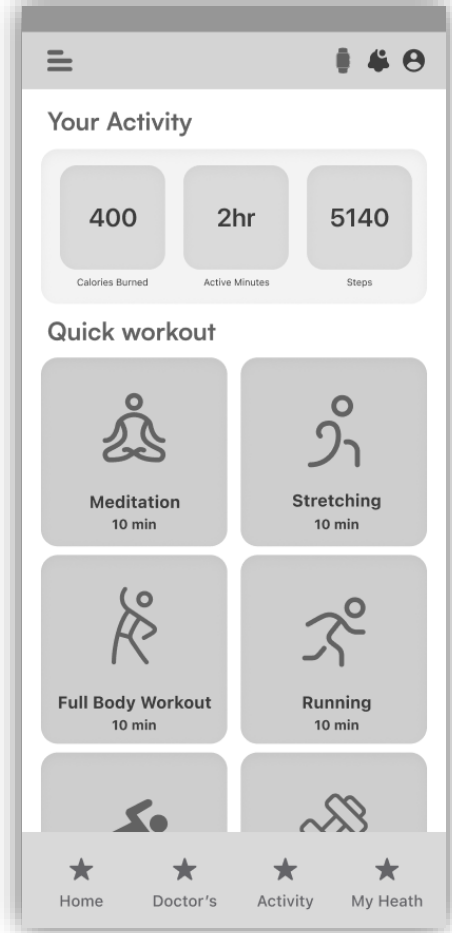 Your Activity
400
2hr
5140
Calories Burned
Active Minutes
Steps
Quick workout
Meditation
10 min
Stretching
10 min
Full Body Workout
10 min
Running
10 min
Home
Doctor's
Activity
My Heath